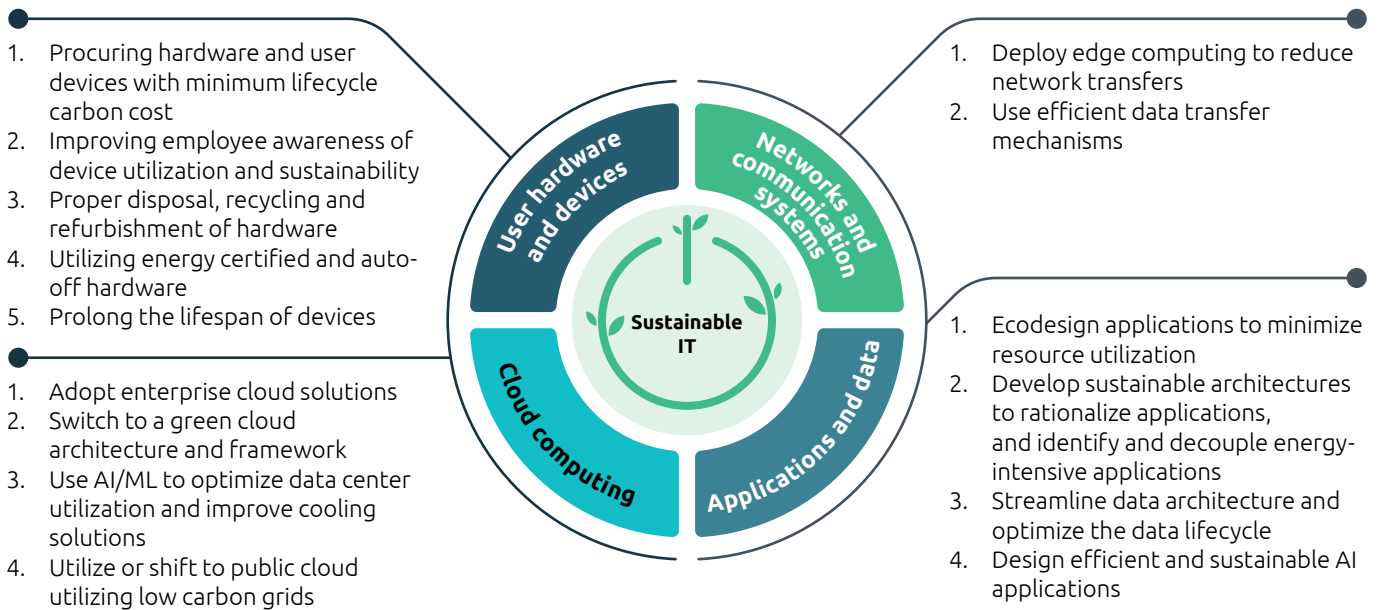 1. Procuring hardware and user
devices with minimum lifecycle
carbon cost
2. Improving employee awareness of
device utilization and sustainability
3. Proper disposal, recycling and
refurbishment of hardware
4. Utilizing energy certified and auto-
off hardware
5. Prolong the lifespan of devices
1. Adopt enterprise cloud solutions
2. Switch to a green cloud
architecture and framework
3. Use AI/ML to optimize data center
utilization and improve cooling
solutions
4. Utilize or shift to public cloud
utilizing low carbon grids
User hardware
and devices
Networks and
communication
systems
Sustainable
IT
Cloud computing
Applications and data
1. Deploy edge computing to reduce
network transfers
2. Use efficient data transfer
mechanisms
1. Ecodesign applications to minimize
resource utilization
2. Develop sustainable architectures
to rationalize applications,
and identify and decouple energy-
intensive applications
3. Streamline data architecture and
optimize the data lifecycle
4. Design efficient and sustainable AI
applications